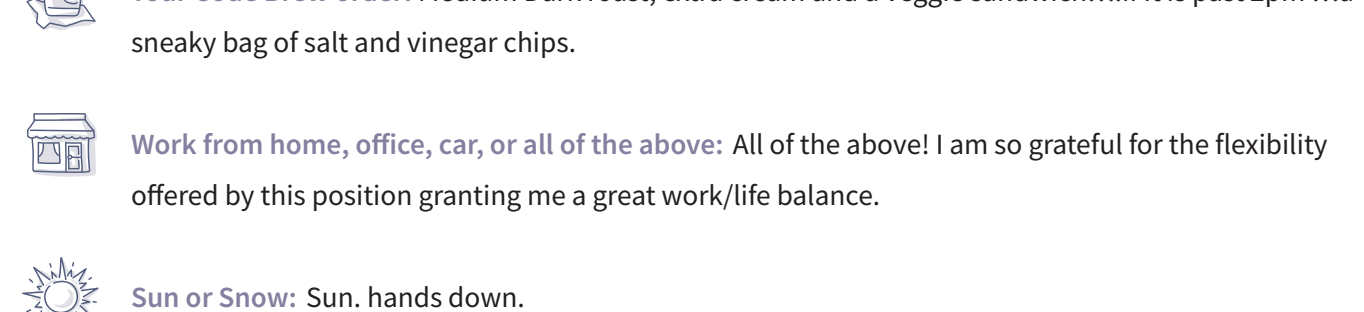 sneaky bag of salt and vinegar chips.
Work from home, office, car, or all of the above: All of the above! I am so grateful for the flexibility
offered by this position granting me a great work/life balance.
Sun or Snow: Sun. hands down.